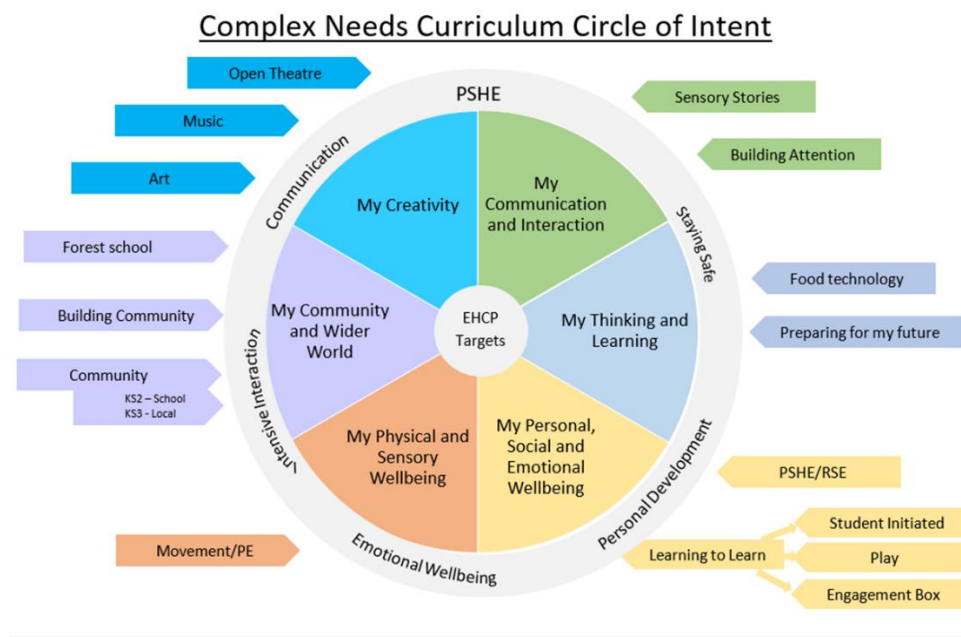 Complex Needs Curriculum Circle of Intent
Open Theatre
Music
Art
Forest school
Building Community
Community
KS2 – School
KS3 - Local
Movement/PE
PSHE
Communication
Staying Safe
Intensive Interaction
Personal Development
Emotional Wellbeing
My Creativity
My
Communication
and Interaction
My Community
and Wider
World
EHCP
Targets
My Thinking and
Learning
My Physical and
Sensory
Wellbeing
My Personal,
Social and
Emotional
Wellbeing
Sensory Stories
Building Attention
Food technology
Preparing for my future
PSHE/RSE
Learning to Learn
Student Initiated
Play
Engagement Box